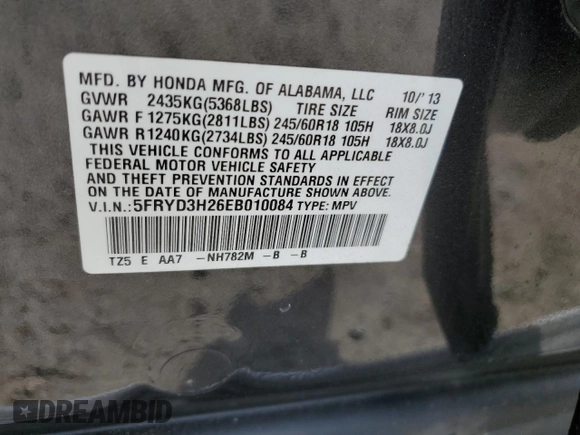 MFD. BY HONDA MFG. OF ALABAMA, LLC 10/'13
GVWR 2435KG(5368LBS) TIRE SIZE RIM SIZE
GAWR F 1275KG(2811LBS) 245/60R18 105H 18X8.0J
GAWR R 1240KG(2734LBS) 245/60R18 105H 18X8.0J
THIS VEHICLE CONFORMS TO ALL APPLICABLE
FEDERAL MOTOR VEHICLE SAFETY
AND THEFT PREVENTION STANDARDS IN EFFECT
ON THE DATE OF MANUFACTURE SHOWN ABOVE.
V.I.N.:5FRYD3H26EB010084 TYPE: MPV
TZ5 E AA7 -NH782M -B -B
DREAMBID